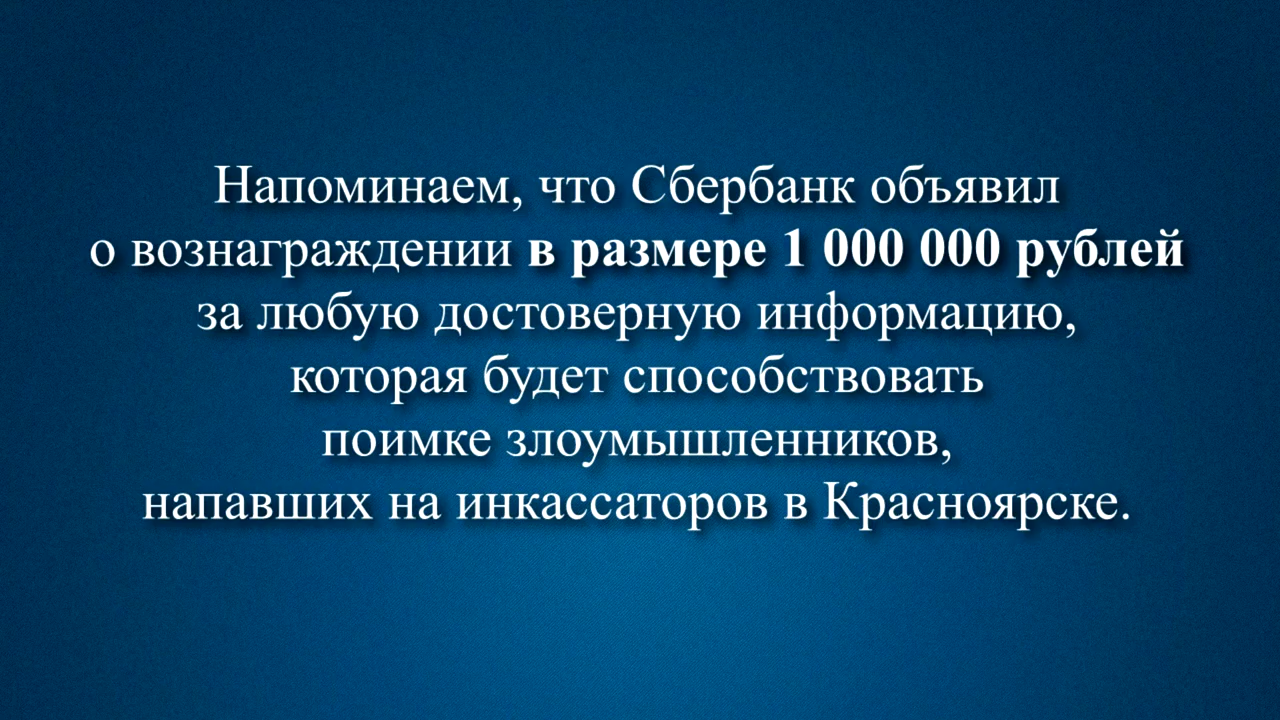 Напоминаем, что Сбербанк объявил
о вознаграждении в размере 1 000 000 рублей
за любую достоверную информацию,
которая будет способствовать
поимке злоумышленников,
напавших на инкассаторов в Красноярске.